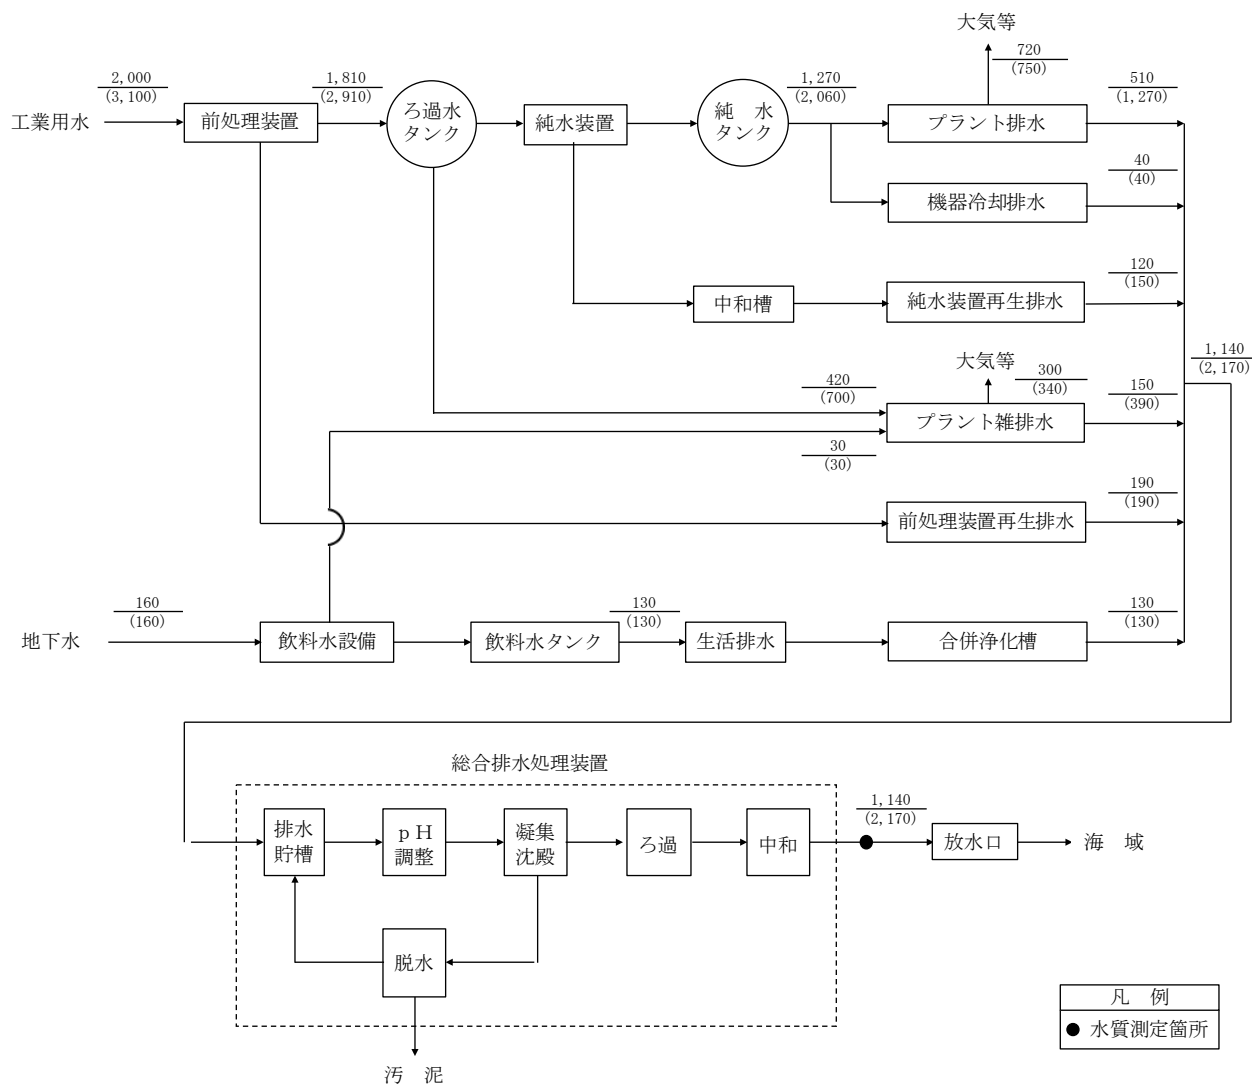 大気等
720
(750)
2,000
(3,100)
1,810
(2,910)
1,270
(2,060)
510
(1,270)
工業用水
前処理装置
ろ過水
タンク
純水装置
純　水
タンク
プラント排水
40
(40)
機器冷却排水
120
(150)
中和槽
純水装置再生排水
1,140
(2,170)
大気等
300
(340)
420
(700)
150
(390)
プラント雑排水
30
(30)
190
(190)
前処理装置再生排水
160
(160)
130
(130)
130
(130)
地下水
飲料水設備
飲料水タンク
生活排水
合併浄化槽
総合排水処理装置
排水
貯槽
ｐＨ
調整
凝集
沈殿
ろ過
中和
1,140
(2,170)
放水口
海　域
脱水
汚　泥
凡　例
● 水質測定箇所